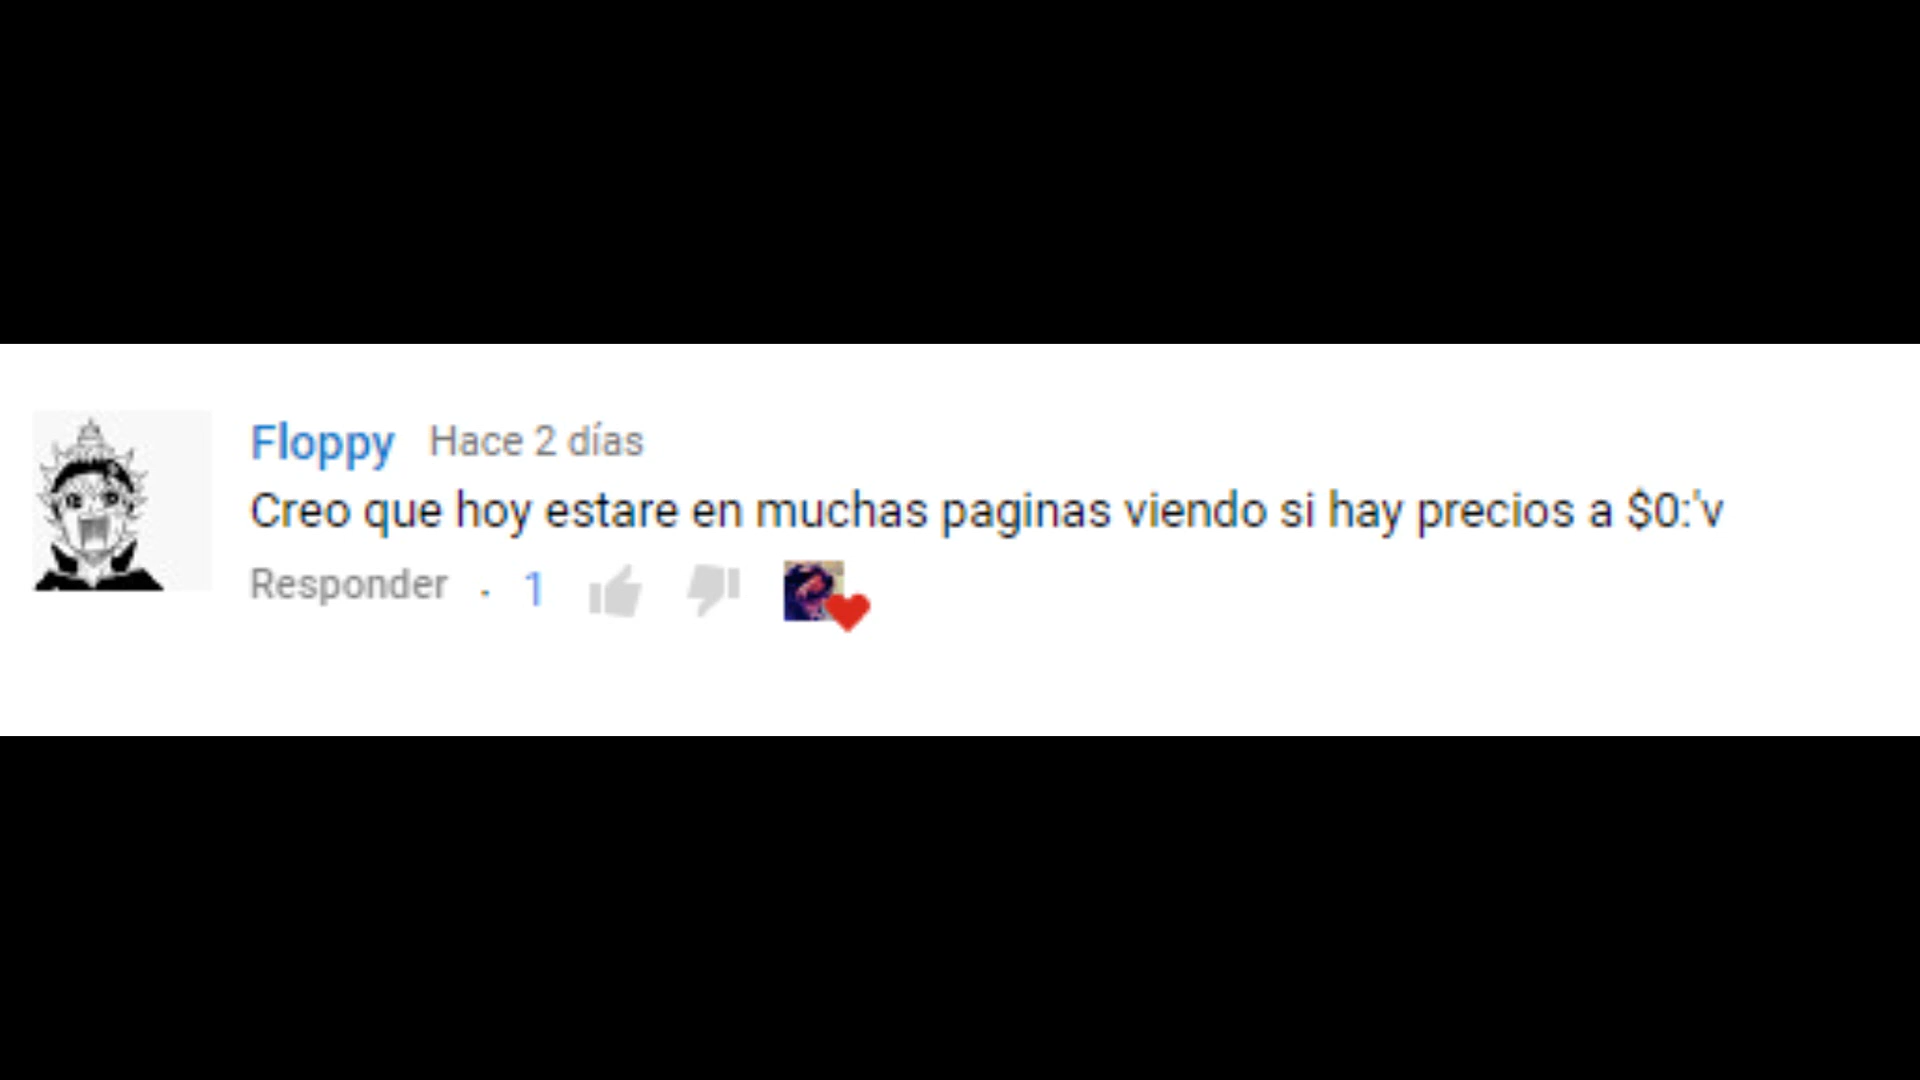 Floppy Hace 2 días
Creo que hoy estare en muchas paginas viendo si hay precios a $0:'v
Responder · 1